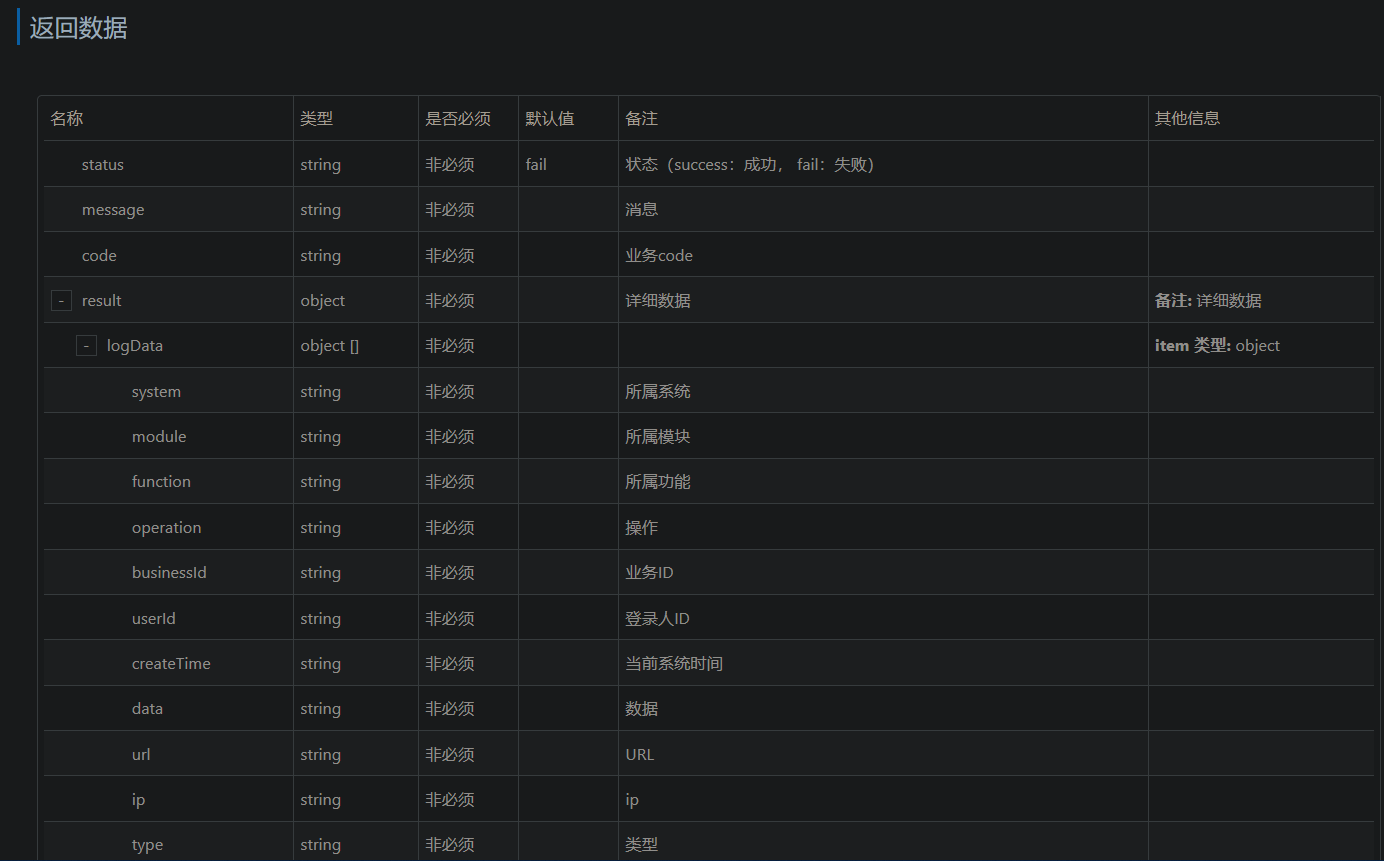 返回数据
名称 类型 是否必须 默认值 备注 其他信息
status string 非必须 fail 状态（success：成功， fail：失败）
message string 非必须 消息
code string 非必须 业务code
- result object 非必须 详细数据 备注: 详细数据
- logData object [] 非必须 item 类型: object
system string 非必须 所属系统
module string 非必须 所属模块
function string 非必须 所属功能
operation string 非必须 操作
businessId string 非必须 业务ID
userId string 非必须 登录人ID
createTime string 非必须 当前系统时间
data string 非必须 数据
url string 非必须 URL
ip string 非必须 ip
type string 非必须 类型